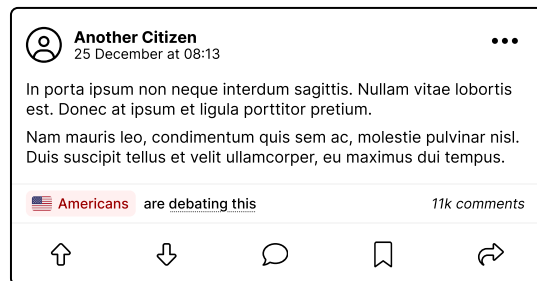 Another Citizen
25 December at 08:13
In porta ipsum non neque interdum sagittis. Nullam vitae lobortis
est. Donec at ipsum et ligula porttitor pretium.
Nam mauris leo, condimentum quis sem ac, molestie pulvinar nisl.
Duis suscipit tellus et velit ullamcorper, eu maximus dui tempus.
Americans are debating this 11k comments